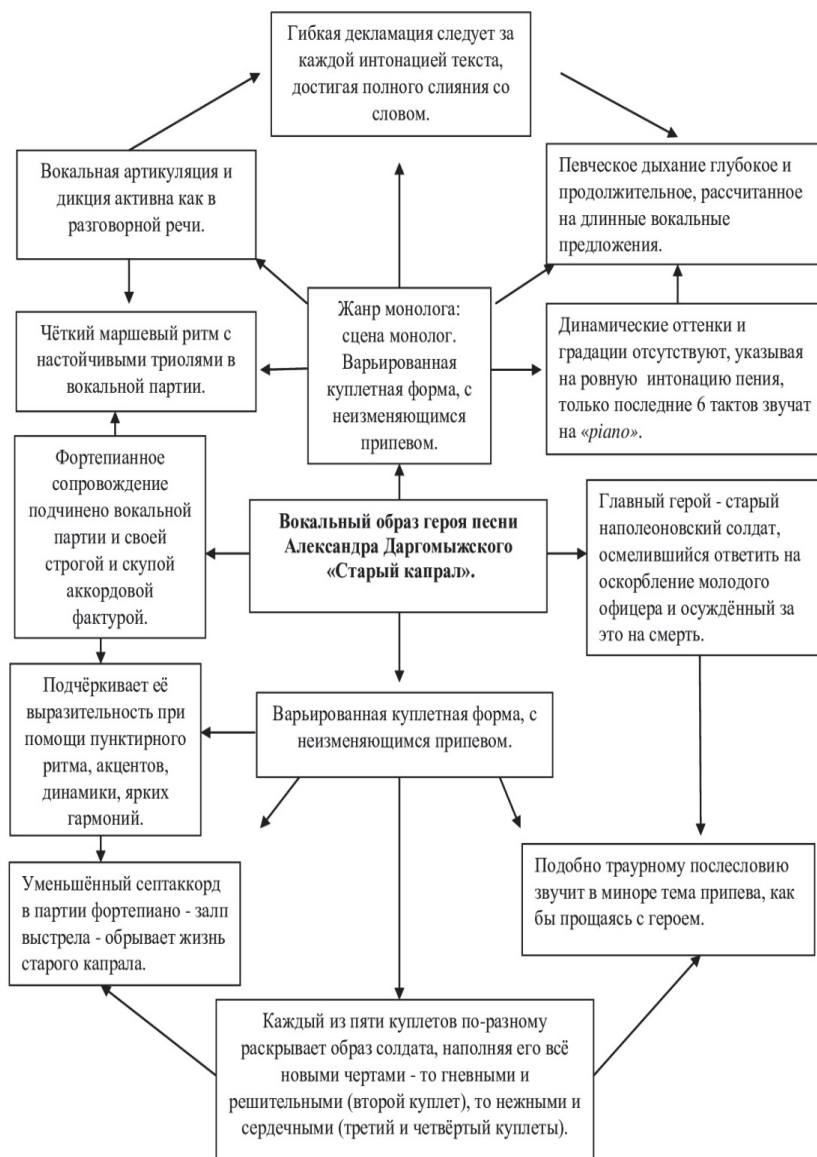 Гибкая декламация следует за
каждой интонацией текста,
достигая полного слияния со
словом.
Вокальная артикуляция и
дикция активна как в
разговорной речи.
Певческое дыхание глубокое и
продолжительное, рассчитанное
на длинные вокальные
предложения.
Чёткий маршевый ритм с
настойчивыми триолями в
вокальной партии.
Жанр монолога:
сцена монолог.
Варьированная
куплетная форма, с
неизменяющимся
припевом.
Динамические оттенки и
градации отсутствуют, указывая
на ровную интонацию пения,
только последние 6 тактов звучат
на «piano».
Фортепианное
сопровождение
подчинено вокальной
партии и своей
строгой и скупой
аккордовой
фактурой.
Вокальный образ героя песни
Александра Даргомыжского
«Старый капрал».
Главный герой - старый
наполеоновский солдат,
осмелившийся ответить на
оскорбление молодого
офицера и осуждённый за
это на смерть.
Подчёркивает её
выразительность при
помощи пунктирного
ритма, акцентов,
динамики, ярких
гармоний.
Варьированная куплетная форма, с
неизменяющимся припевом.
Уменьшённый септаккорд
в партии фортепиано - залп
выстрела - обрывает жизнь
старого капрала.
Подобно траурному послесловию
звучит в миноре тема припева, как
бы прощаясь с героем.
Каждый из пяти куплетов по-разному
раскрывает образ солдата, наполняя его всё
новыми чертами - то гневными и
решительными (второй куплет), то нежными и
сердечными (третий и четвёртый куплеты).